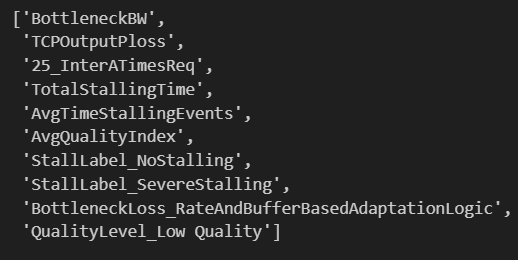 ['BottleneckBW',
'TCPOutputPloss',
'25_InterATimesReq',
'TotalStallingTime',
'AvgTimeStallingEvents',
'AvgQualityIndex',
'StallLabel_NoStalling',
'StallLabel_SevereStalling',
'BottleneckLoss_RateAndBufferBasedAdaptationLogic',
'QualityLevel_Low Quality']